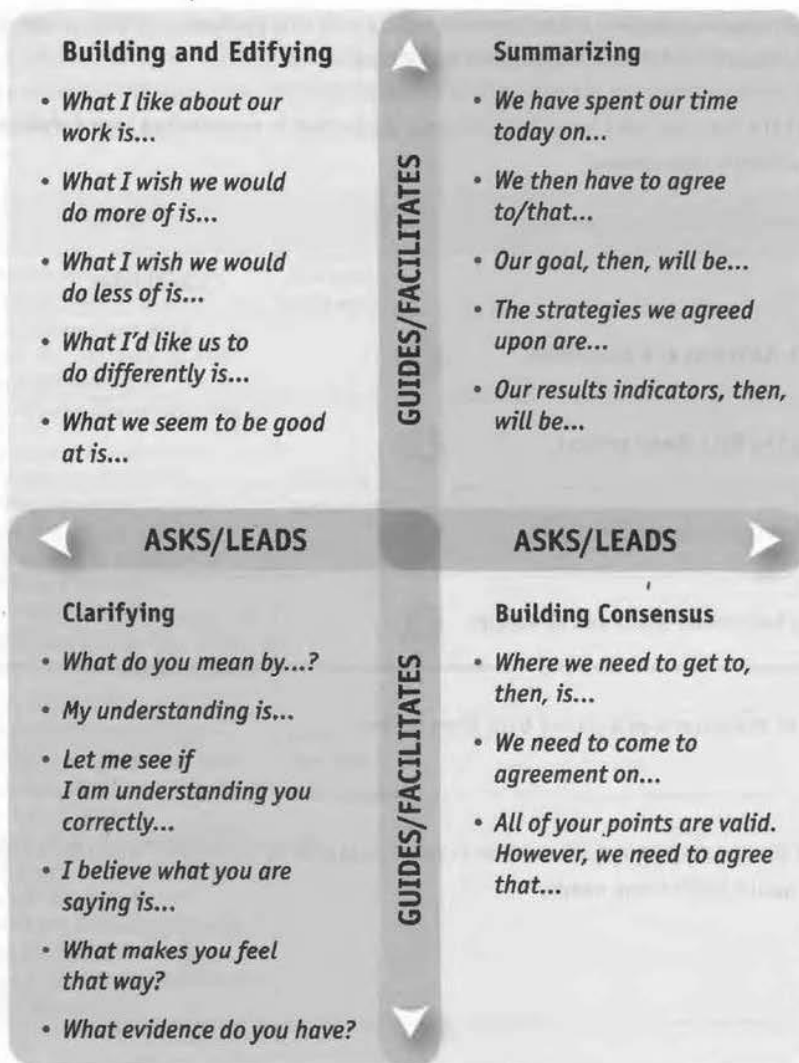 Building and Edifying
• What I like about our
work is...
• What I wish we would
do more of is...
• What I wish we would
do less of is...
• What I'd like us to
do differently is...
• What we seem to be good
at is...
GUIDES/FACILITATES
Summarizing
• We have spent our time
today on...
• We then have to agree
to/that...
• Our goal, then, will be...
• The strategies we agreed
upon are...
• Our results indicators, then,
will be...
ASKS/LEADS
ASKS/LEADS
Clarifying
• What do you mean by...?
• My understanding is...
• Let me see if
I am understanding you
correctly...
• I believe what you are
saying is...
• What makes you feel
that way?
• What evidence do you have?
GUIDES/FACILITATES
Building Consensus
• Where we need to get to,
then, is...
• We need to come to
agreement on...
• All of your points are valid.
However, we need to agree
that...